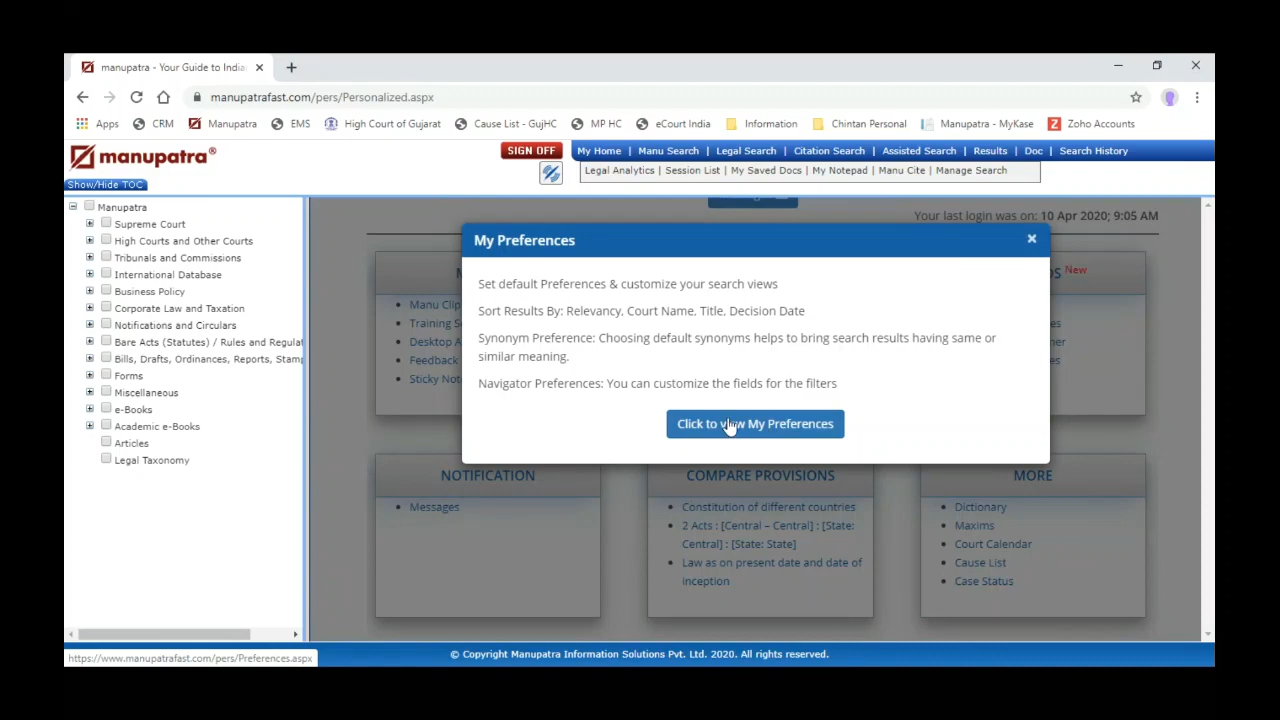 manupatra - Your Guide to India
manupatrafast.com/pers/Personalized.aspx
Apps CRM Manupatra EMS High Court of Gujarat Cause List - GujHC MP HC eCourt India Information Chintan Personal Manupatra - MyKase Zoho Accounts
manupatra®
SIGN OFF
My Home | Manu Search | Legal Search | Citation Search | Assisted Search | Results | Doc | Search History
Legal Analytics | Session List | My Saved Docs | My Notepad | Manu Cite | Manage Search
Show/Hide TOC
Manupatra
Supreme Court
High Courts and Other Courts
Tribunals and Commissions
International Database
Business Policy
Corporate Law and Taxation
Notifications and Circulars
Bare Acts (Statutes) / Rules and Regulat
Bills, Drafts, Ordinances, Reports, Stam
Forms
Miscellaneous
e-Books
Academic e-Books
Articles
Legal Taxonomy
Your last login was on: 10 Apr 2020; 9:05 AM
My Preferences
Set default Preferences & customize your search views
Sort Results By: Relevancy, Court Name, Title, Decision Date
Synonym Preference: Choosing default synonyms helps to bring search results having same or
similar meaning.
Navigator Preferences: You can customize the fields for the filters
Click to view My Preferences
New
Manu Clip
Training S
Desktop A
Feedback
Sticky Not
NOTIFICATION
Messages
COMPARE PROVISIONS
Constitution of different countries
2 Acts : [Central – Central] : [State:
Central] : [State: State]
Law as on present date and date of
inception
MORE
Dictionary
Maxims
Court Calendar
Cause List
Case Status
© Copyright Manupatra Information Solutions Pvt. Ltd. 2020. All rights reserved.
https://www.manupatrafast.com/pers/Preferences.aspx